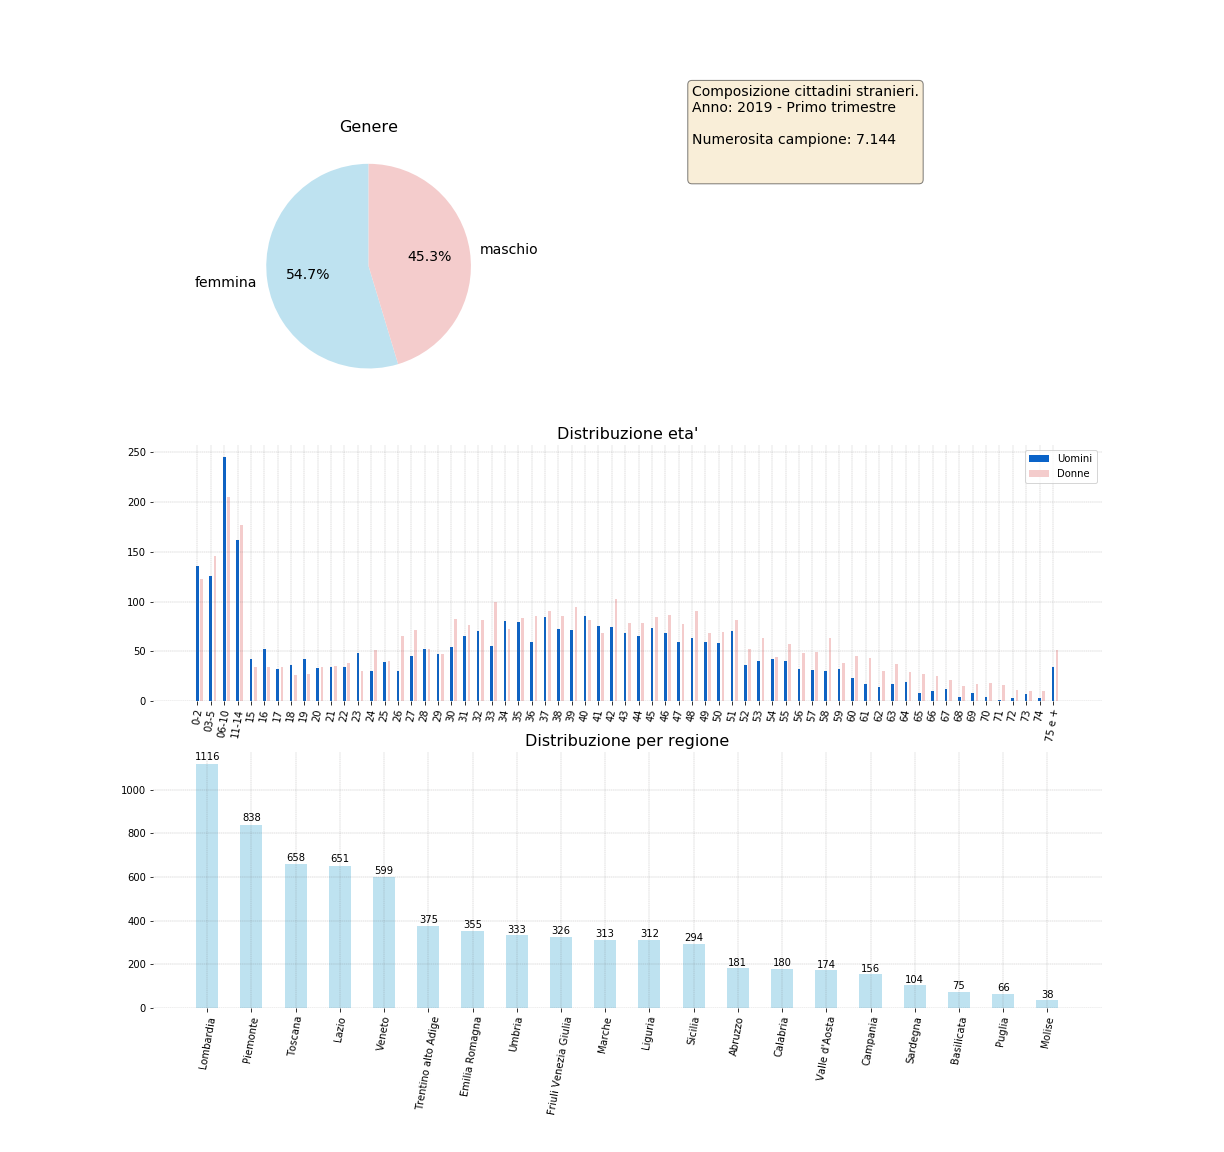 Composizione cittadini stranieri.
Anno: 2019 - Primo trimestre
Numerosita campione: 7.144
Genere
maschio
45.3%
54.7%
femmina
Distribuzione eta'
250
200
150
100
50
0
Uomini
Donne
0-2 03-5 06-10 11-14 15 16 17 18 19 20 21 22 23 24 25 26 27 28 29 30 31 32 33 34 35 36 37 38 39 40 41 42 43 44 45 46 47 48 49 50 51 52 53 54 55 56 57 58 59 60 61 62 63 64 65 66 67 68 69 70 71 72 73 74 75 e +
Distribuzione per regione
1000
800
600
400
200
0
1116 838 658 651 599 375 355 333 326 313 312 294 181 180 174 156 104 75 66 38
Lombardia
Piemonte
Toscana
Lazio
Veneto
Trentino alto Adige
Emilia Romagna
Umbria
Friuli Venezia Giulia
Marche
Liguria
Sicilia
Abruzzo
Calabria
Valle d'Aosta
Campania
Sardegna
Basilicata
Puglia
Molise